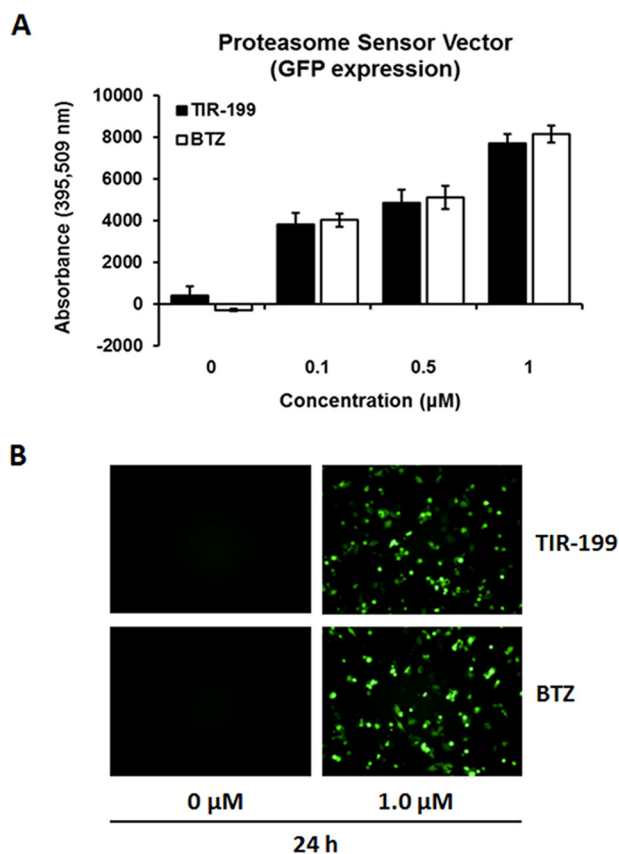 A
Proteasome Sensor Vector
(GFP expression)
Absorbance (395,509 nm)
10000
8000
6000
4000
2000
0
-2000
TIR-199
BTZ
0 0.1 0.5 1
Concentration (µM)
B
TIR-199
BTZ
0 µM 1.0 µM
24 h